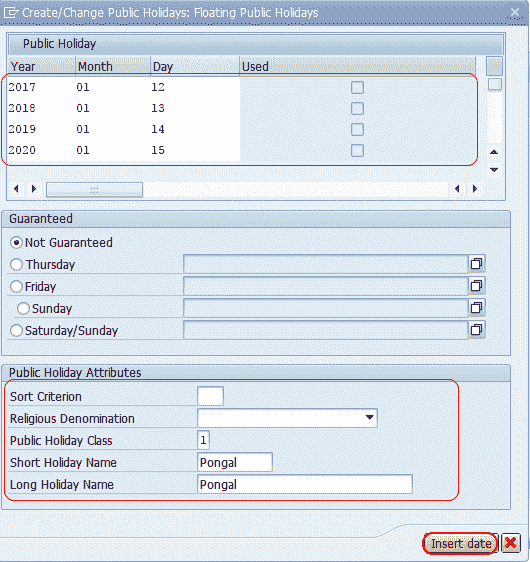 Create/Change Public Holidays: Floating Public Holidays
Public Holiday
Year Month Day Used
2017 01 12
2018 01 13
2019 01 14
2020 01 15
Guaranteed
Not Guaranteed
Thursday
Friday
Sunday
Saturday/Sunday
Public Holiday Attributes
Sort Criterion
Religious Denomination
Public Holiday Class 1
Short Holiday Name Pongal
Long Holiday Name Pongal
Insert date